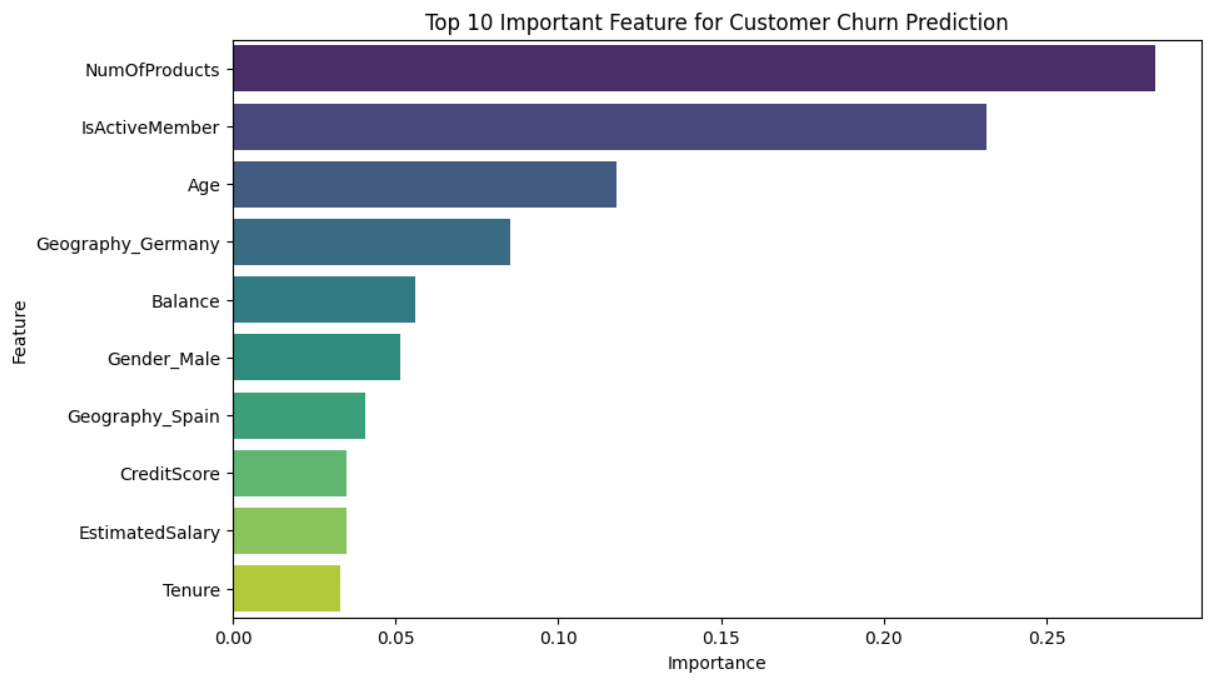 Top 10 Important Feature for Customer Churn Prediction
NumOfProducts
IsActiveMember
Age
Geography_Germany
Balance
Gender_Male
Geography_Spain
CreditScore
EstimatedSalary
Tenure
Feature
0.00 0.05 0.10 0.15 0.20 0.25
Importance